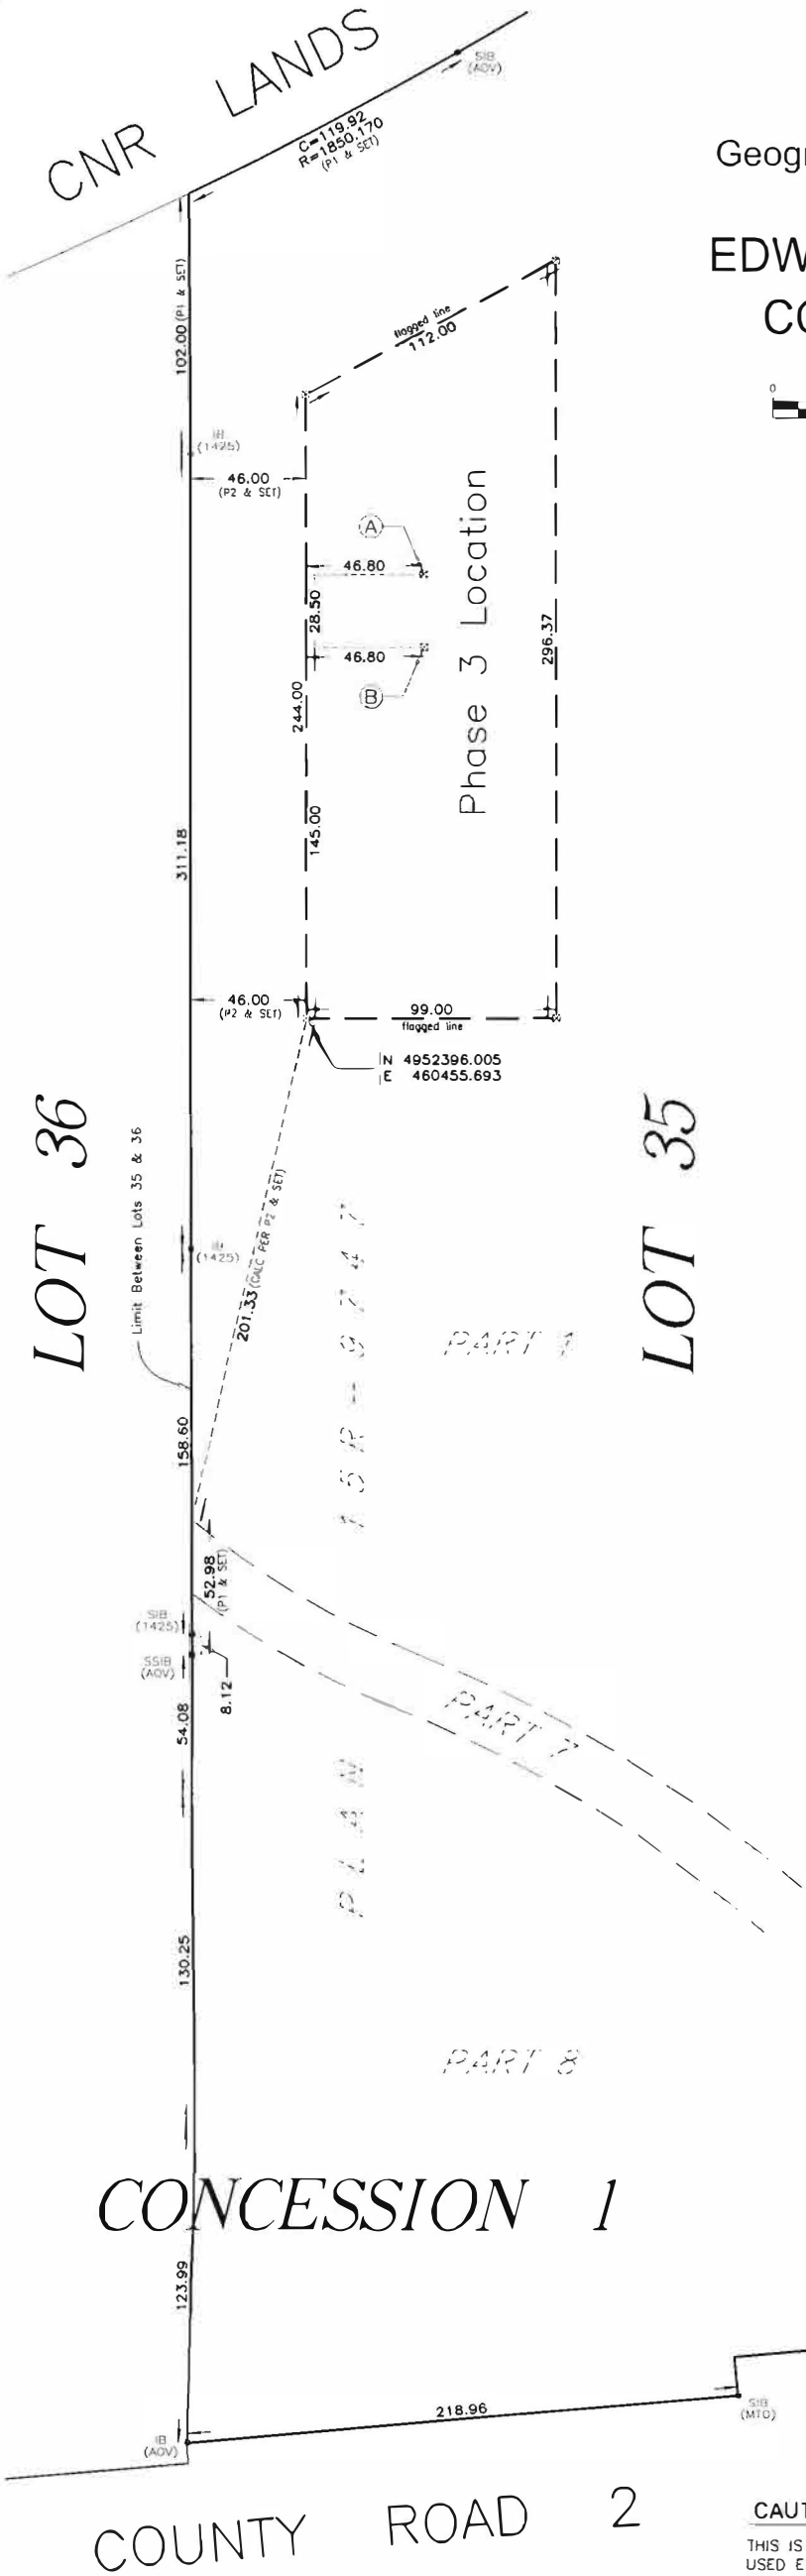 CNR LANDS
SIB
(AOV)
C=119.92
R=1850.170
(P1 & SET)
EDW
0
102.00 (P1 & SET)
flagged line
112.00
IB
(1425)
46.00
(P2 & SET)
A
46.80
28.50
46.80
B
Phase 3 Location
296.37
244.00
145.00
311.18
46.00
(P2 & SET)
99.00
flagged line
N 4952396.005
E 460455.693
LOT 36
Limit Between Lots 35 & 36
IB
(1425)
201.33 (CALC PER P2 & SET)
PART 1
LOT 35
158.60
52.98
(P1 & SET)
SIB
(1425)
SSIB
(AOV)
8.12
54.08
PART 7
PLAN 15R-9247
130.25
PART 8
CONCESSION 1
123.99
218.96
SIB
(MTO)
IB
(AOV)
COUNTY ROAD 2
CAUT
THIS IS
USED E